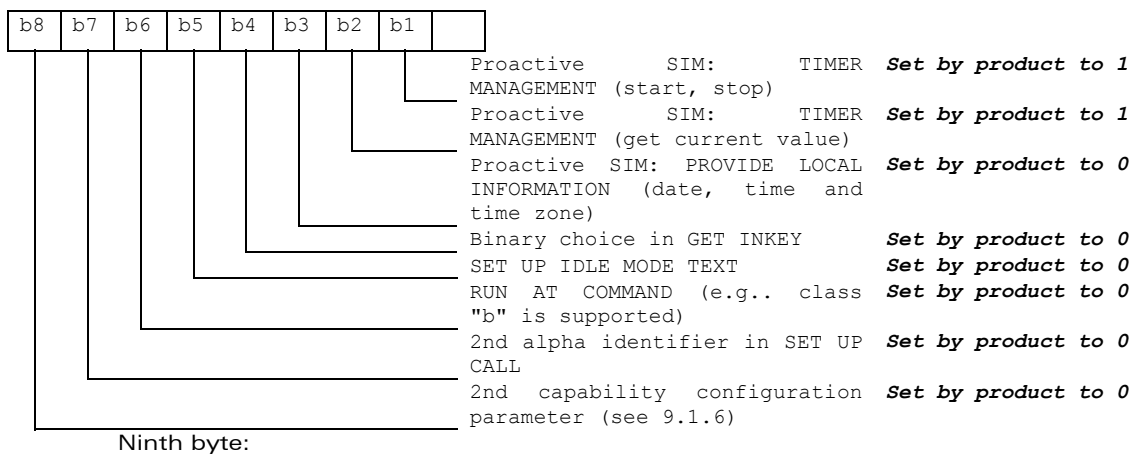 b8 b7 b6 b5 b4 b3 b2 b1
Proactive SIM: TIMER Set by product to 1
MANAGEMENT (start, stop)
Proactive SIM: TIMER Set by product to 1
MANAGEMENT (get current value)
Proactive SIM: PROVIDE LOCAL Set by product to 0
INFORMATION (date, time and
time zone)
Binary choice in GET INKEY Set by product to 0
SET UP IDLE MODE TEXT Set by product to 0
RUN AT COMMAND (e.g.. class Set by product to 0
"b" is supported)
2nd alpha identifier in SET UP Set by product to 0
CALL
2nd capability configuration Set by product to 0
parameter (see 9.1.6)
Ninth byte: